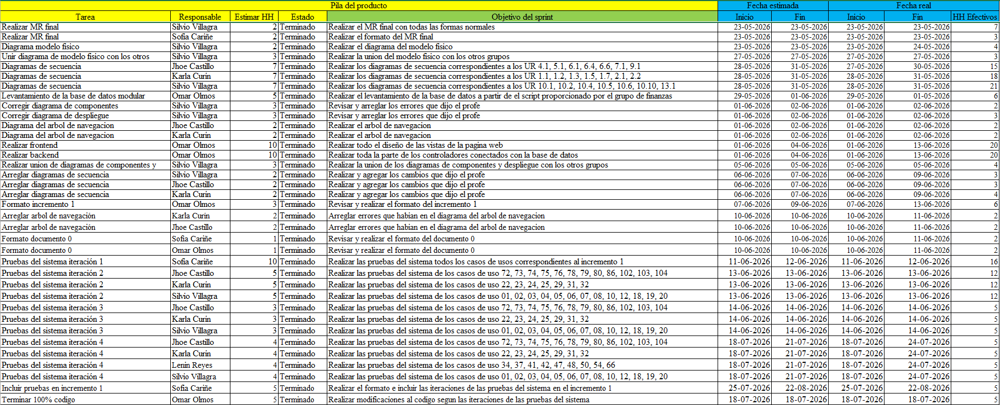 Pila del producto Fecha estimada Fecha real
Tarea Responsable Estimar HH Estado Objetivo del sprint Inicio Fin Inicio Fin HH Efectivos
Realizar MR final Silvio Villagra 2 Terminado Realizar el MR final con todas las formas normales 23-05-2026 23-05-2026 23-05-2026 23-05-2026 7
Realizar MR final Sofía Cariñe 2 Terminado Realizar el formato del MR final 23-05-2026 23-05-2026 23-05-2026 23-05-2026 3
Diagrama modelo fisico Silvio Villagra 2 Terminado Realizar el diagrama del modelo fisico 23-05-2026 23-05-2026 23-05-2026 24-05-2026 4
Unir diagrama de modelo fisico con los otros Silvio Villagra 3 Terminado Realizar la union del modelo fisico con los otros grupos 27-05-2026 27-05-2026 27-05-2026 27-05-2026 3
Diagramas de secuencia Jhoe Castillo 7 Terminado Realizar los diagramas de secuencia correspondientes a los UR 4.1, 5.1, 6.1, 6.4, 6.6, 7.1, 9.1 28-05-2026 31-05-2026 27-05-2026 30-05-2026 15
Diagramas de secuencia Karla Curín 7 Terminado Realizar los diagramas de secuencia correspondientes a los UR 1.1, 1.2, 1.3, 1.5, 1.7, 2.1, 2.2 28-05-2026 31-05-2026 28-05-2026 31-05-2026 18
Diagramas de secuencia Silvio Villagra 7 Terminado Realizar los diagramas de secuencia correspondientes a los UR 10.1, 10.2, 10.4, 10.5, 10.6, 10.10, 13.1 28-05-2026 31-05-2026 28-05-2026 31-05-2026 21
Levantamiento de la base de datos modular Omar Olmos 5 Terminado Realizar el levantamiento de la base de datos a partir de el script proporcionado por el grupo de finanzas 29-05-2026 01-06-2026 29-05-2026 01-05-2026 6
Corregir diagrama de componentes Silvio Villagra 3 Terminado Revisar y arreglar los errores que dijo el profe 01-06-2026 02-06-2026 01-06-2026 02-06-2026 2
Corregir diagrama de despliegue Silvio Villagra 3 Terminado Revisar y arreglar los errores que dijo el profe 01-06-2026 02-06-2026 01-06-2026 02-06-2026 3
Diagrama del arbol de navegacion Jhoe Castillo 2 Terminado Realizar el arbol de navegacion 01-06-2026 02-06-2026 01-06-2026 02-06-2026 2
Diagrama del arbol de navegacion Karla Curín 2 Terminado Realizar el arbol de navegacion 01-06-2026 02-06-2026 01-06-2026 02-06-2026 2
Realizar frontend Omar Olmos 10 Terminado Realizar todo el diseño de las vistas de la pagina web 01-06-2026 04-06-2026 01-06-2026 13-06-2026 20
Realizar backend Omar Olmos 10 Terminado Realizar toda la parte de los controladores conectados con la base de datos 01-06-2026 04-06-2026 01-06-2026 13-06-2026 20
Realizar union de diagramas de componentes y Silvio Villagra 3 Terminado Realizar la union de los diagramas de componentes y despliegue con los otros grupos 05-06-2026 05-06-2026 05-06-2026 05-06-2026 4
Arreglar diagramas de secuencia Silvio Villagra 2 Terminado Realizar y agregar los cambios que dijo el profe 06-06-2026 07-06-2026 06-06-2026 09-06-2026 3
Arreglar diagramas de secuencia Jhoe Castillo 2 Terminado Realizar y agregar los cambios que dijo el profe 06-06-2026 07-06-2026 06-06-2026 09-06-2026 3
Arreglar diagramas de secuencia Karla Curín 2 Terminado Realizar y agregar los cambios que dijo el profe 06-06-2026 07-06-2026 06-06-2026 09-06-2026 4
Formato incremento 1 Omar Olmos 3 Terminado Revisar y realizar el formato del incremento 1 07-06-2026 09-06-2026 07-06-2026 13-06-2026 6
Arreglar arbol de navegación Karla Curín 2 Terminado Arreglar errores que habian en el diagrama del arbol de navegacion 10-06-2026 10-06-2026 10-06-2026 11-06-2026 2
Arreglar arbol de navegación Jhoe Castillo 2 Terminado Arreglar errores que habian en el diagrama del arbol de navegacion 10-06-2026 10-06-2026 10-06-2026 11-06-2026 2
Formato documento 0 Sofía Cariñe 1 Terminado Revisar y realizar el formato del documento 0 10-06-2026 10-06-2026 10-06-2026 11-06-2026 2
Formato documento 0 Omar Olmos 1 Terminado Revisar y realizar el formato del documento 0 10-06-2026 10-06-2026 10-06-2026 11-06-2026 2
Pruebas del sistema iteración 1 Sofía Cariñe 10 Terminado Realizar las pruebas del sistema todos los casos de usos correspondientes al incremento 1 11-06-2026 12-06-2026 11-06-2026 12-06-2026 16
Pruebas del sistema iteración 2 Jhoe Castillo 5 Terminado Realizar las pruebas del sistema de los casos de uso 72, 73, 74, 75, 76, 78, 79, 80, 86, 102, 103, 104 13-06-2026 13-06-2026 13-06-2026 13-06-2026 12
Pruebas del sistema iteración 2 Karla Curín 5 Terminado Realizar las pruebas del sistema de los casos de uso 22, 23, 24, 25, 29, 31, 32 13-06-2026 13-06-2026 13-06-2026 13-06-2026 12
Pruebas del sistema iteración 2 Silvio Villagra 5 Terminado Realizar las pruebas del sistema de los casos de uso 01, 02, 03, 04, 05, 06, 07, 08, 10, 12, 18, 19, 20 13-06-2026 13-06-2026 13-06-2026 13-06-2026 12
Pruebas del sistema iteración 3 Jhoe Castillo 3 Terminado Realizar las pruebas del sistema de los casos de uso 72, 73, 74, 75, 76, 78, 79, 80, 86, 102, 103, 104 14-06-2026 14-06-2026 14-06-2026 14-06-2026 5
Pruebas del sistema iteración 3 Karla Curín 3 Terminado Realizar las pruebas del sistema de los casos de uso 22, 23, 24, 25, 29, 31, 32 14-06-2026 14-06-2026 14-06-2026 14-06-2026 5
Pruebas del sistema iteración 3 Silvio Villagra 3 Terminado Realizar las pruebas del sistema de los casos de uso 01, 02, 03, 04, 05, 06, 07, 08, 10, 12, 18, 19, 20 14-06-2026 14-06-2026 14-06-2026 14-06-2026 5
Pruebas del sistema iteración 4 Jhoe Castillo 4 Terminado Realizar las pruebas del sistema de los casos de uso 72, 73, 74, 75, 76, 78, 79, 80, 86, 102, 103, 104 18-07-2026 21-07-2026 18-07-2026 24-07-2026 5
Pruebas del sistema iteración 4 Karla Curín 4 Terminado Realizar las pruebas del sistema de los casos de uso 22, 23, 24, 25, 29, 31, 32 18-07-2026 21-07-2026 18-07-2026 24-07-2026 5
Pruebas del sistema iteración 4 Lenin Reyes 4 Terminado Realizar las pruebas del sistema de los casos de uso 34, 37, 41, 42, 47, 48, 50, 54, 66 18-07-2026 21-07-2026 18-07-2026 24-07-2026 5
Pruebas del sistema iteración 4 Silvio Villagra 4 Terminado Realizar las pruebas del sistema de los casos de uso 01, 02, 03, 04, 05, 06, 07, 08, 10, 12, 18, 19, 20 18-07-2026 21-07-2026 18-07-2026 24-07-2026 5
Incluir pruebas en incremento 1 Sofía Cariñe 5 Terminado Realizar el formato e incluir las iteraciones de las pruebas del sistema en el incremento 1 25-07-2026 22-08-2026 25-07-2026 22-08-2026 5
Terminar 100% codigo Omar Olmos 5 Terminado Realizar modificaciones al codigo segun las iteraciones de las pruebas del sistema 18-07-2026 18-07-2026 18-07-2026 18-07-2026 5